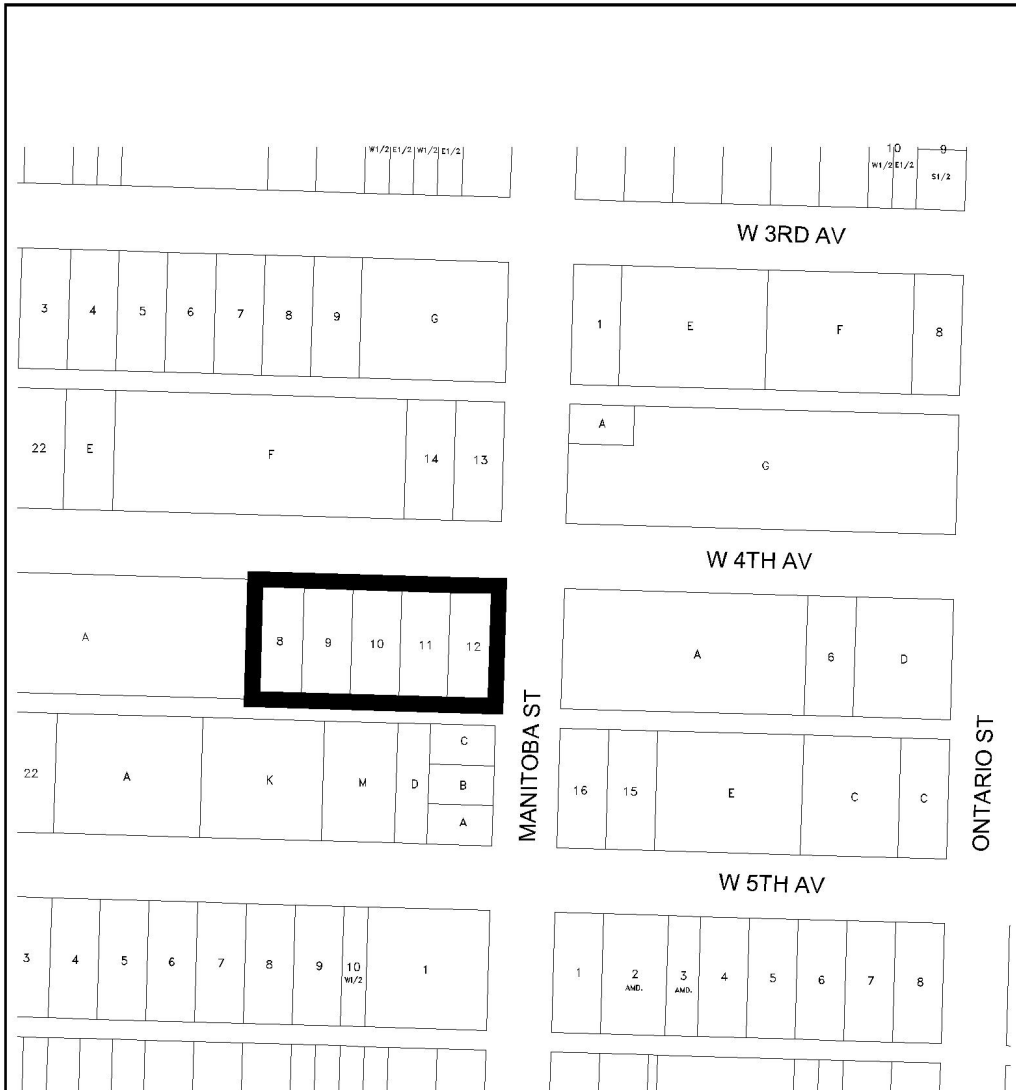 W1/2 E1/2 W1/2 E1/2
10 9
W1/2 E1/2
S1/2
W 3RD AV
3 4 5 6 7 8 9 G
1 E F 8
22 E F 14 13
A
G
W 4TH AV
A 8 9 10 11 12
A 6 D
MANITOBA ST
ONTARIO ST
22 A K M D
C
B
A
16 15 E C C
W 5TH AV
3 4 5 6 7 8 9 10 1
W1/2
1 2 3 4 5 6 7 8
AMD. AMD.